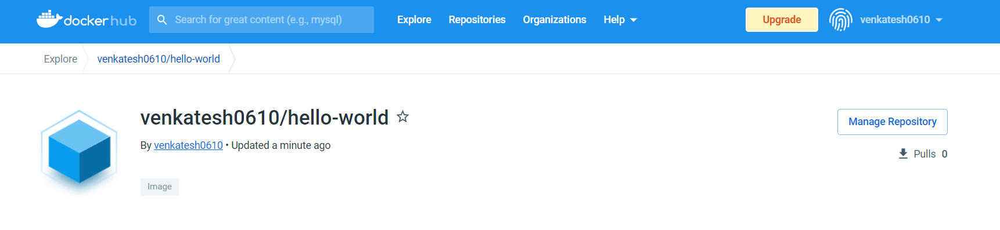 docker hub Search for great content (e.g., mysql) Explore Repositories Organizations Help Upgrade venkatesh0610
Explore venkatesh0610/hello-world
venkatesh0610/hello-world
Manage Repository
By venkatesh0610 • Updated a minute ago
Pulls 0
Image